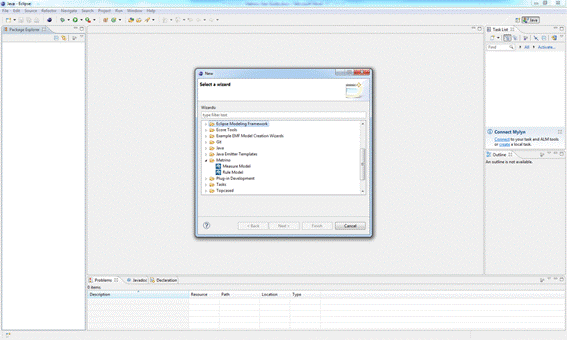 Java - Eclipse
File Edit Source Refactor Navigate Search Project Run Window Help
Java
Package Explorer
Task List
Find All Activate...
New
Select a wizard
Wizards:
type filter text
Eclipse Modeling Framework
Ecore Tools
Example EMF Model Creation Wizards
Git
Java
Java Emitter Templates
Metrino
Measure Model
Rule Model
Plug-in Development
Tasks
Topcased
< Back Next > Finish Cancel
Connect Mylyn
Connect to your task and ALM tools
or create a local task
Outline
An outline is not available.
Problems Javadoc Declaration
0 items
Description Resource Path Location Type